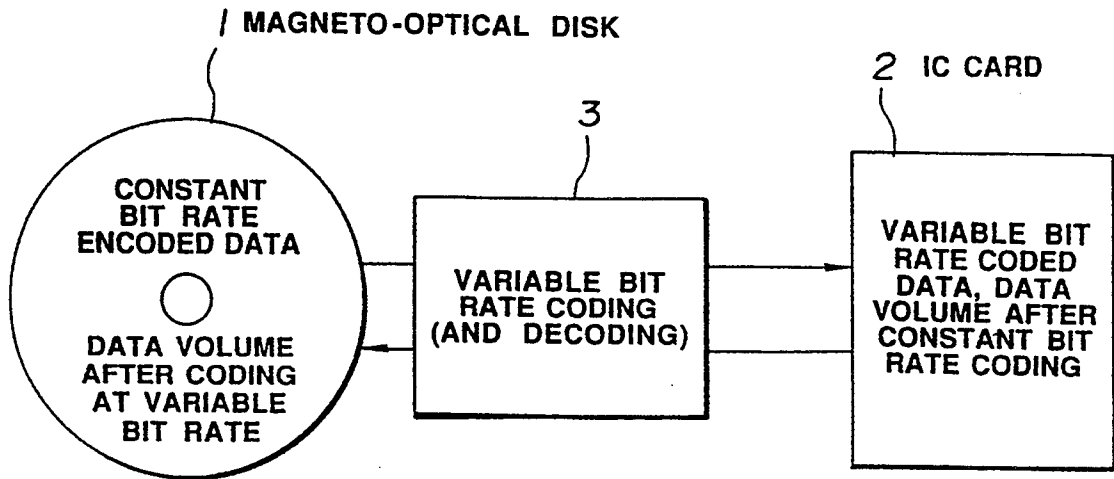 1 MAGNETO-OPTICAL DISK
CONSTANT
BIT RATE
ENCODED DATA
DATA VOLUME
AFTER CODING
AT VARIABLE
BIT RATE
3
VARIABLE BIT
RATE CODING
(AND DECODING)
2 IC CARD
VARIABLE BIT
RATE CODED
DATA, DATA
VOLUME AFTER
CONSTANT BIT
RATE CODING